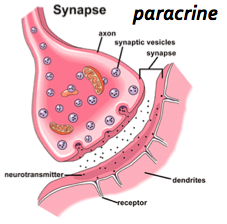 Synapse
paracrine
axon
synaptic vesicles
synapse
neurotransmitter
dendrites
receptor